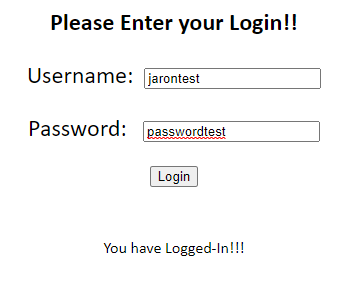 Please Enter your Login!!
Username: jarontest
Password: passwordtest
Login
You have Logged-In!!!